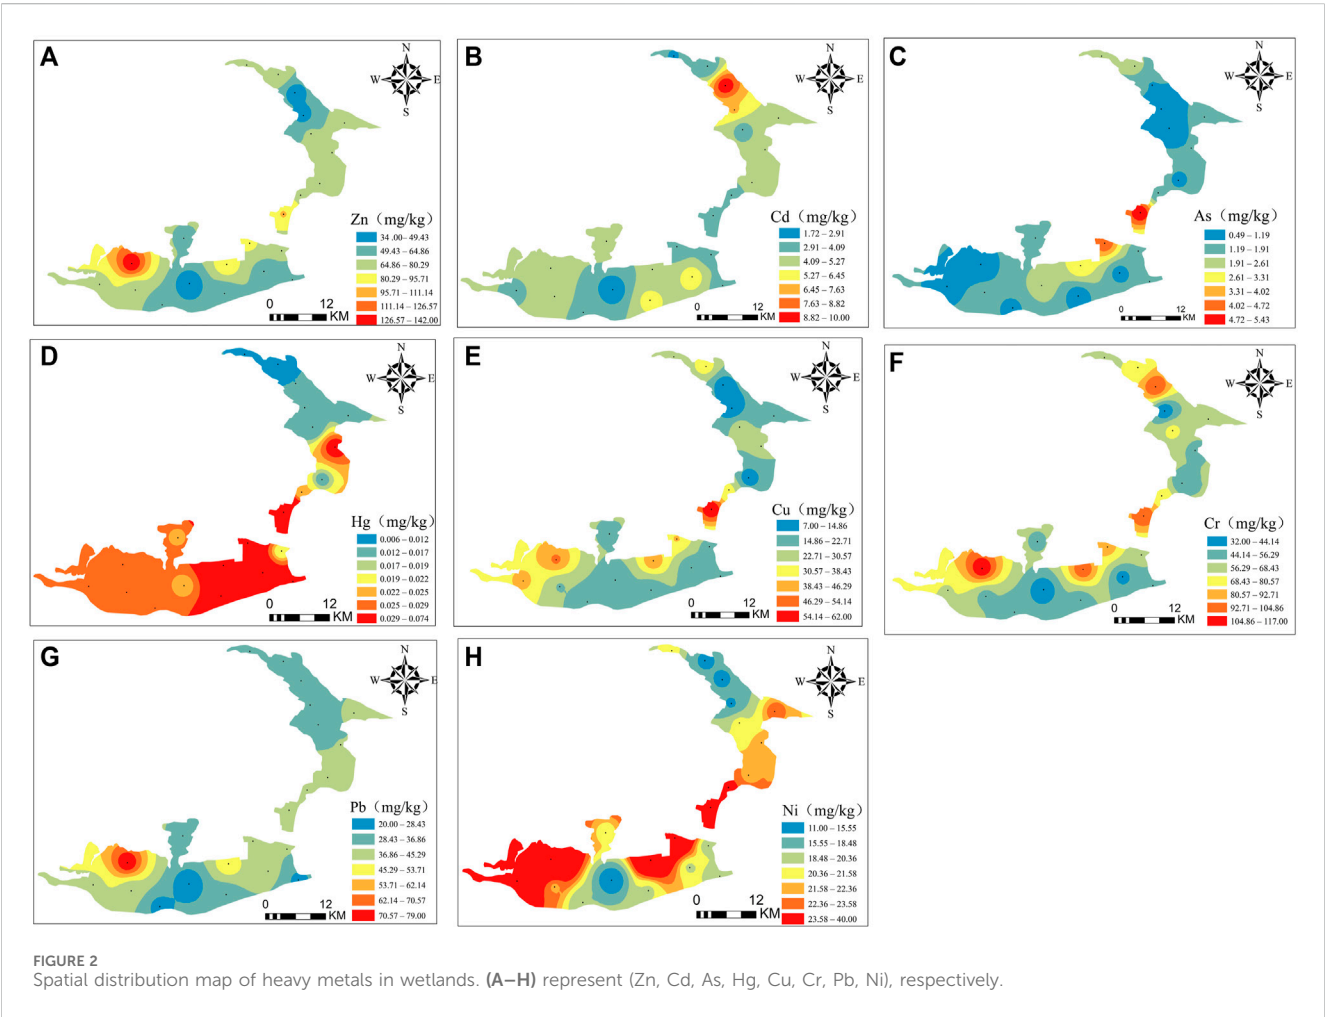 A
N
W
E
S
Zn（mg/kg）
34 .00– 49.43
49.43 – 64.86
64.86 – 80.29
80.29 – 95.71
95.71 – 111.14
111.14 – 126.57
126.57 – 142.00
0 12
KM
B
N
W
E
S
Cd（mg/kg）
1.72 – 2.91
2.91 – 4.09
4.09 – 5.27
5.27 – 6.45
6.45 – 7.63
7.63 – 8.82
8.82 – 10.00
0 12
KM
C
N
W
E
S
As（mg/kg）
0.49 – 1.19
1.19 – 1.91
1.91 – 2.61
2.61 – 3.31
3.31 – 4.02
4.02 – 4.72
4.72 – 5.43
0 12
KM
D
N
W
E
S
Hg（mg/kg）
0.006 – 0.012
0.012 – 0.017
0.017 – 0.019
0.019 – 0.022
0.022 – 0.025
0.025 – 0.029
0.029 – 0.074
0 12
KM
E
N
W
E
S
Cu（mg/kg）
7.00 – 14.86
14.86 – 22.71
22.71 – 30.57
30.57 – 38.43
38.43 – 46.29
46.29 – 54.14
54.14 – 62.00
0 12
KM
F
N
W
E
S
Cr（mg/kg）
32.00 – 44.14
44.14 – 56.29
56.29 – 68.43
68.43 – 80.57
80.57 – 92.71
92.71 – 104.86
104.86 – 117.00
0 12
KM
G
N
W
E
S
Pb（mg/kg）
20.00 – 28.43
28.43 – 36.86
36.86 – 45.29
45.29 – 53.71
53.71 – 62.14
62.14 – 70.57
70.57 – 79.00
0 12
KM
H
N
W
E
S
Ni（mg/kg）
11.00 – 15.55
15.55 – 18.48
18.48 – 20.36
20.36 – 21.58
21.58 – 22.36
22.36 – 23.58
23.58 – 40.00
0 12
KM
FIGURE 2
Spatial distribution map of heavy metals in wetlands. (A–H) represent (Zn, Cd, As, Hg, Cu, Cr, Pb, Ni), respectively.